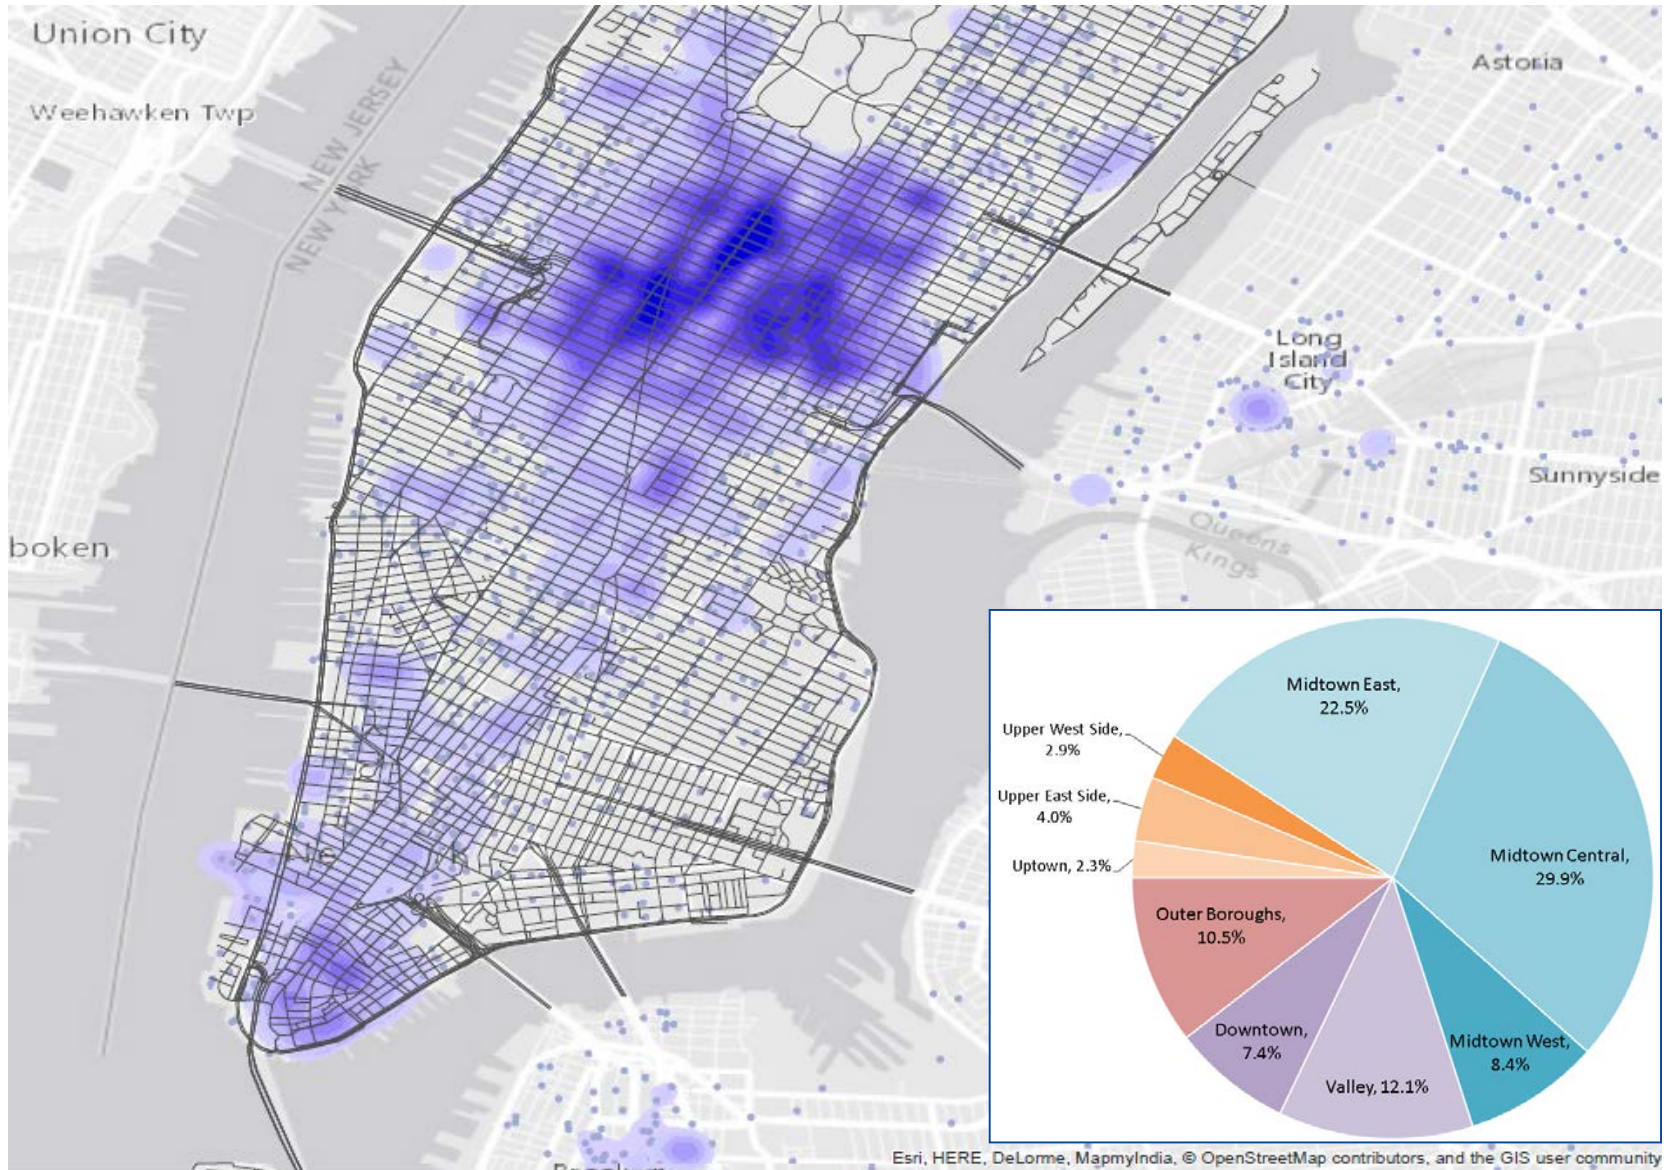 Union City
Weehawken Twp
NEW JERSEY
NEW YORK
Astoria
Long
Island
City
Sunnyside
Queens
Kings
boken
Midtown East,
22.5%
Upper West Side,
2.9%
Upper East Side,
4.0%
Midtown Central,
29.9%
Uptown, 2.3%
Outer Boroughs,
10.5%
Downtown,
7.4%
Midtown West,
8.4%
Valley, 12.1%
Esri, HERE, DeLorme, MapmyIndia, © OpenStreetMap contributors, and the GIS user community